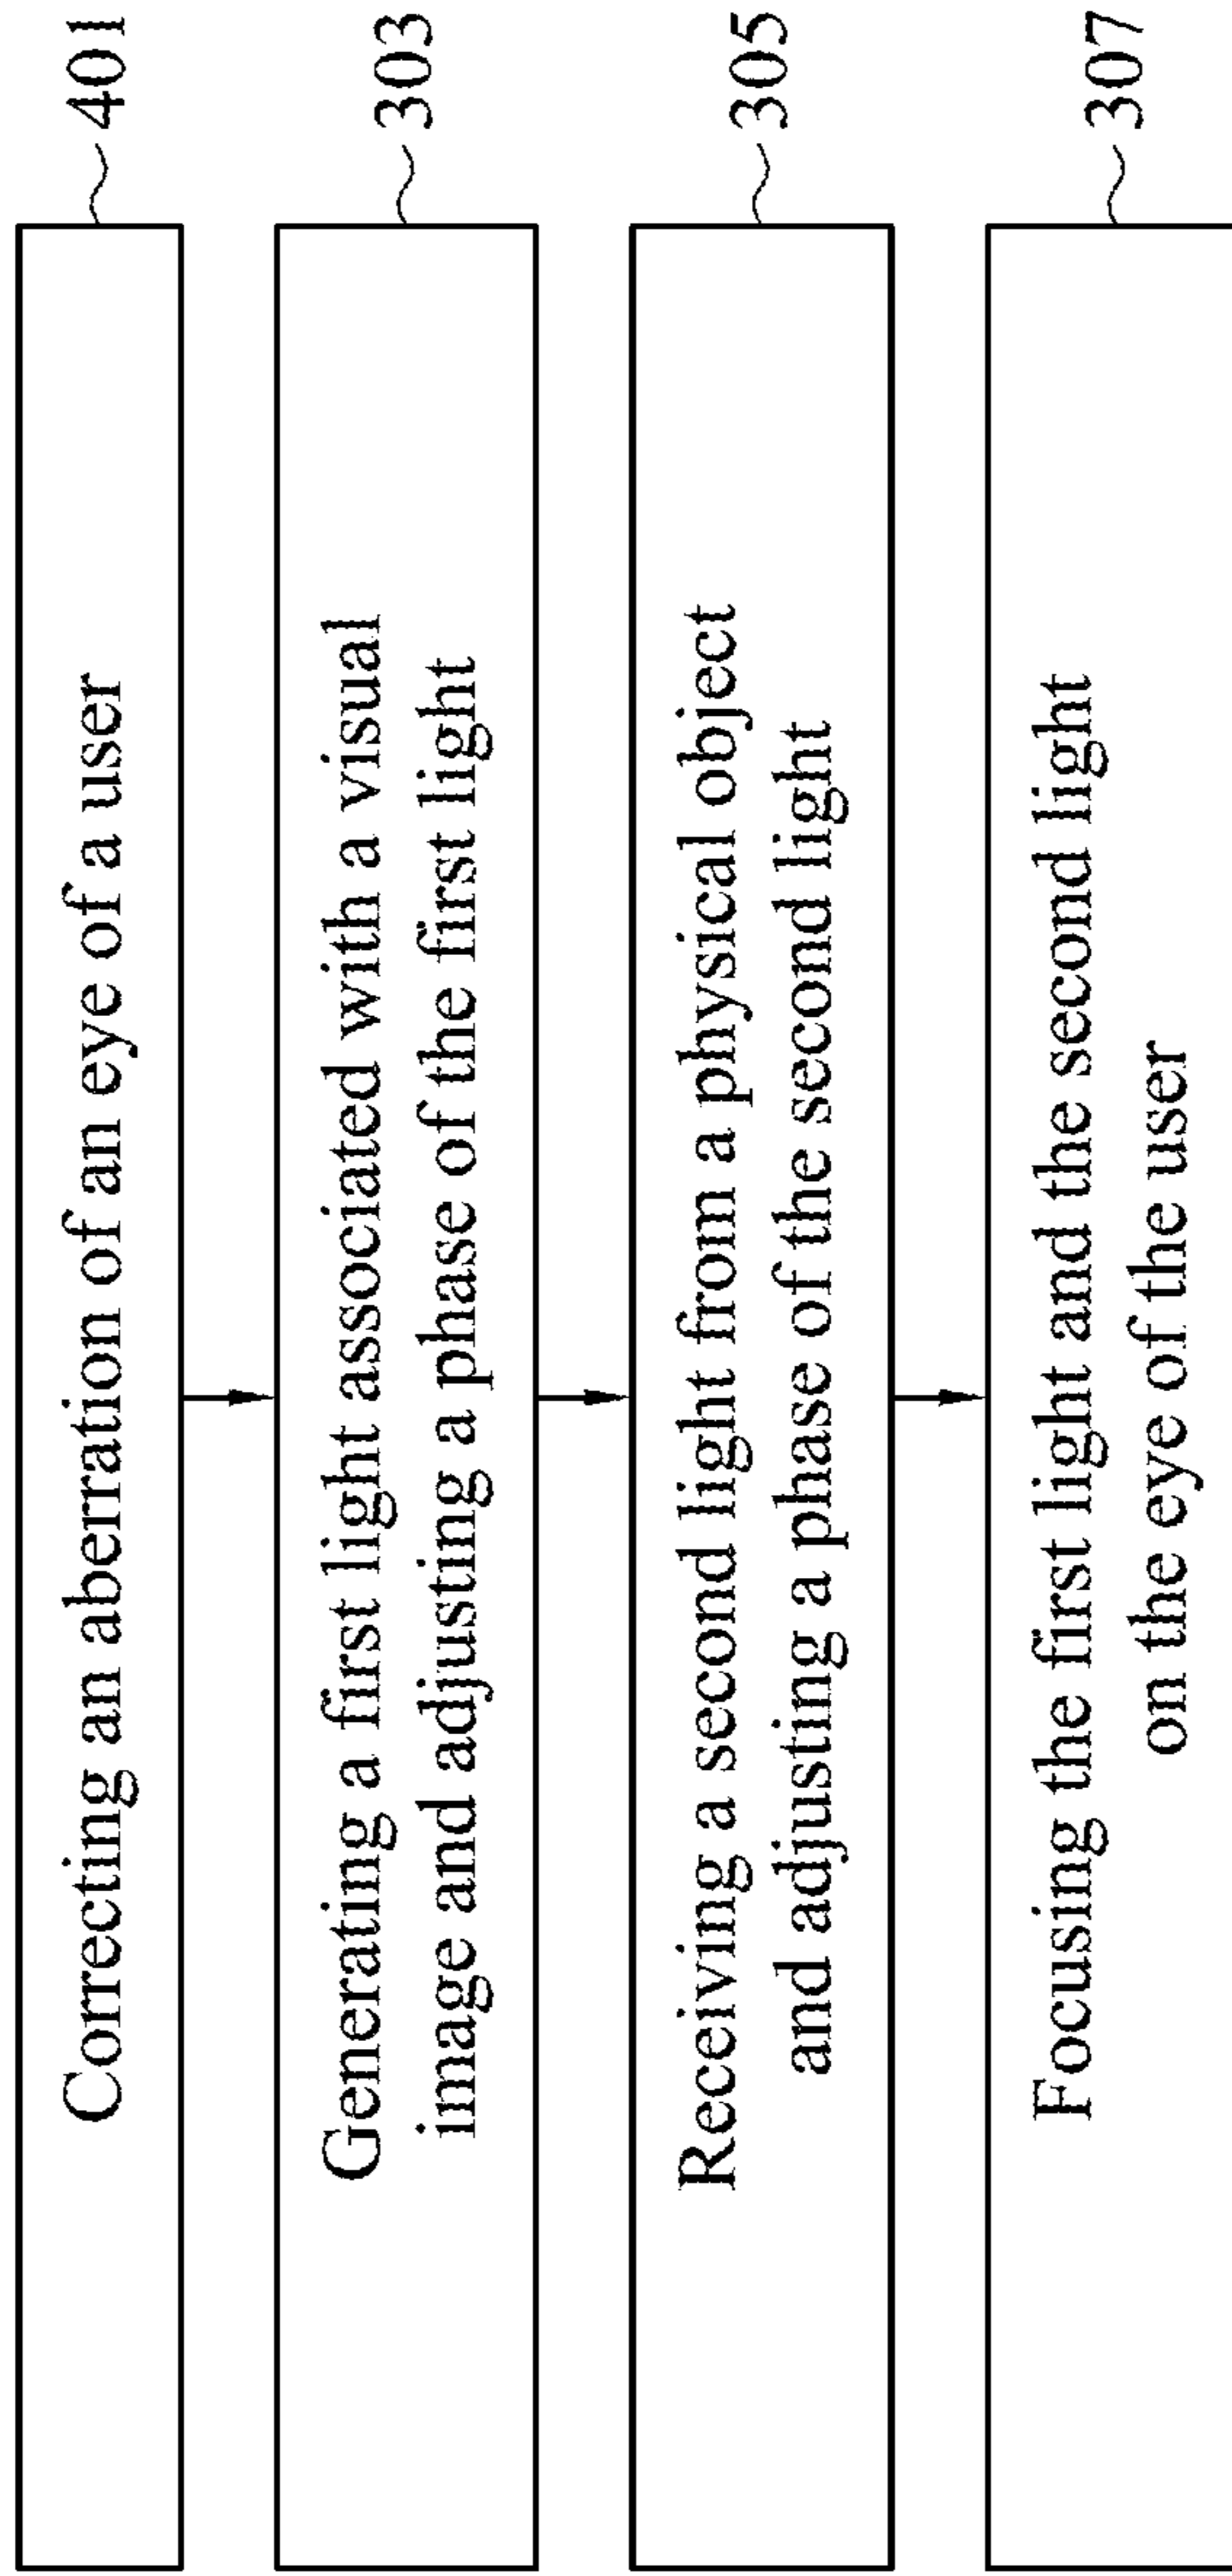 Correcting an aberration of an eye of a user
401
Generating a first light associated with a visual
image and adjusting a phase of the first light
303
Receiving a second light from a physical object
and adjusting a phase of the second light
305
Focusing the first light and the second light
on the eye of the user
307